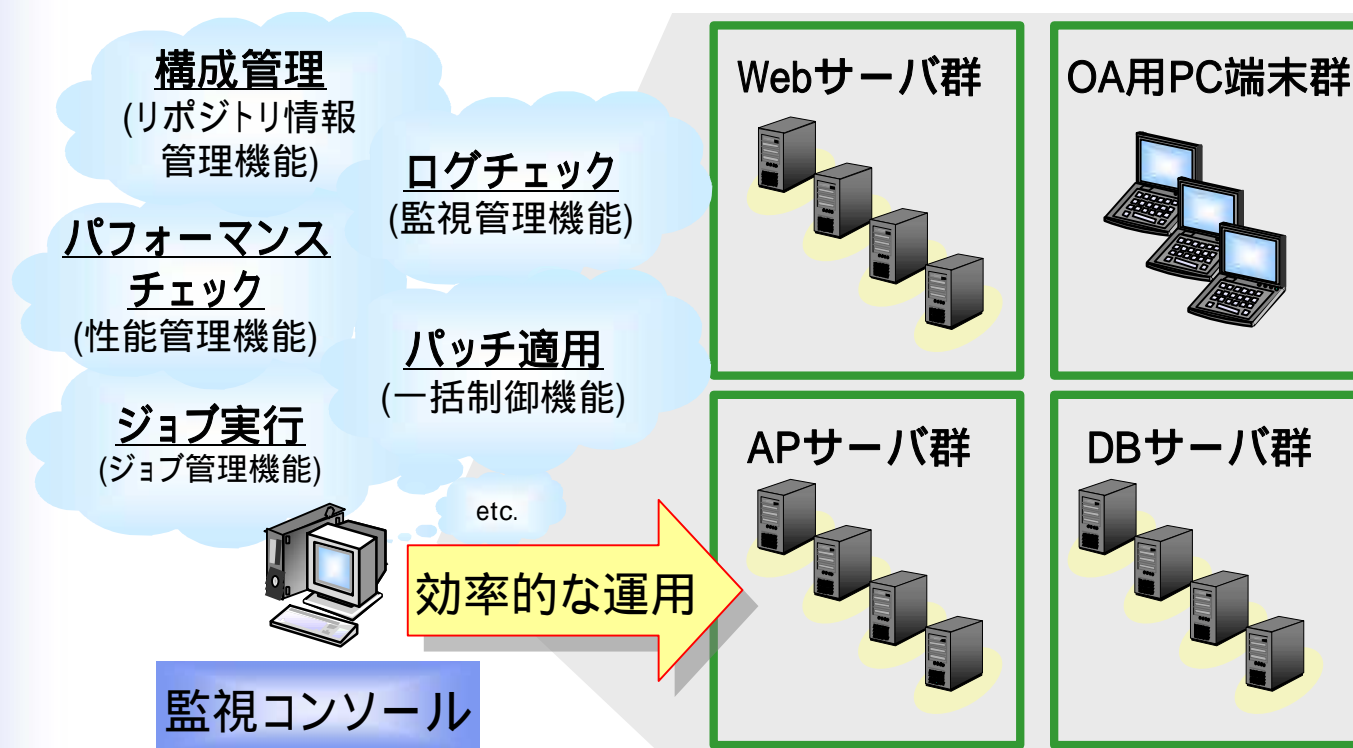 構成管理
(リポジトリ情報
管理機能)
ログチェック
(監視管理機能)
パフォーマンス
チェック
(性能管理機能)
パッチ適用
(一括制御機能)
ジョブ実行
(ジョブ管理機能)
etc.
効率的な運用
監視コンソール
Webサーバ群
OA用PC端末群
APサーバ群
DBサーバ群